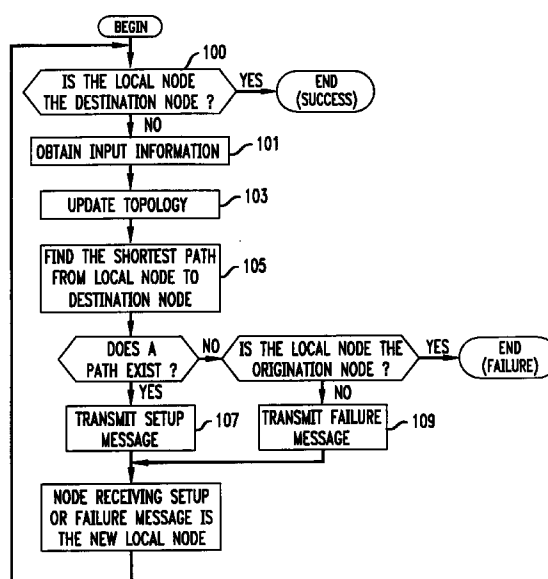 BEGIN
100
IS THE LOCAL NODE
THE DESTINATION NODE ?
YES
END
(SUCCESS)
NO
OBTAIN INPUT INFORMATION
101
UPDATE TOPOLOGY
103
FIND THE SHORTEST PATH
FROM LOCAL NODE TO
DESTINATION NODE
105
DOES A
PATH EXIST ?
NO
IS THE LOCAL NODE THE
ORIGINATION NODE ?
YES
END
(FAILURE)
YES
NO
TRANSMIT SETUP
MESSAGE
107
TRANSMIT FAILURE
MESSAGE
109
NODE RECEIVING SETUP
OR FAILURE MESSAGE IS
THE NEW LOCAL NODE